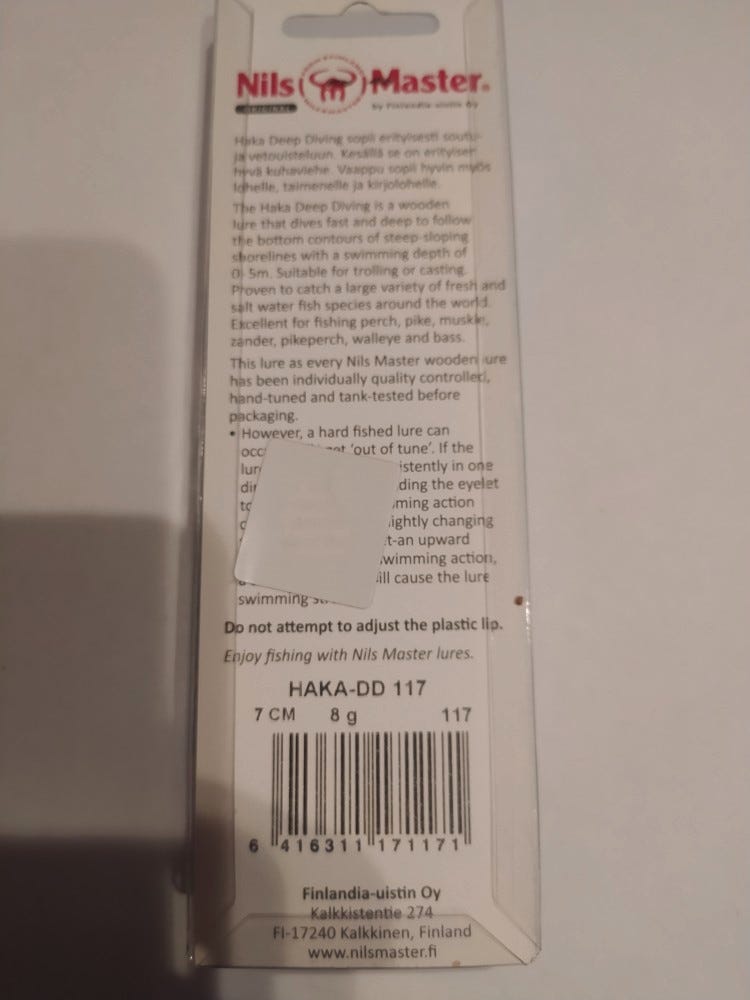 Nils Master®
ORIGINAL by Finlandia-uistin Oy
Haka Deep Diving sopii erityisesti soutu-
ja vetouisteluun. Kesällä se on erityisen
hyvä kuhaviehe. Vaappu sopii hyvin myös
lohelle, taimenelle ja kirjolohelle.
The Haka Deep Diving is a wooden
lure that dives fast and deep to follow
the bottom contours of steep sloping
shorelines with a swimming depth of
0- 5m. Suitable for trolling or casting.
Proven to catch a large variety of fresh and
salt water fish species around the world.
Excellent for fishing perch, pike, muskie,
zander, pikeperch, walleye and bass.
This lure as every Nils Master wooden lure
has been individually quality controlled,
hand-tuned and tank-tested before
packaging.
• However, a hard fished lure can
'out of tune'. If the
in one
the eyelet
action
changing
upward
swimming action,
cause the lure
swimming
Do not attempt to adjust the plastic lip.
Enjoy fishing with Nils Master lures.
HAKA-DD 117
7 CM 8 g 117
6 416311 171171
Finlandia-uistin Oy
Kalkkistentie 274
FI-17240 Kalkkinen, Finland
www.nilsmaster.fi